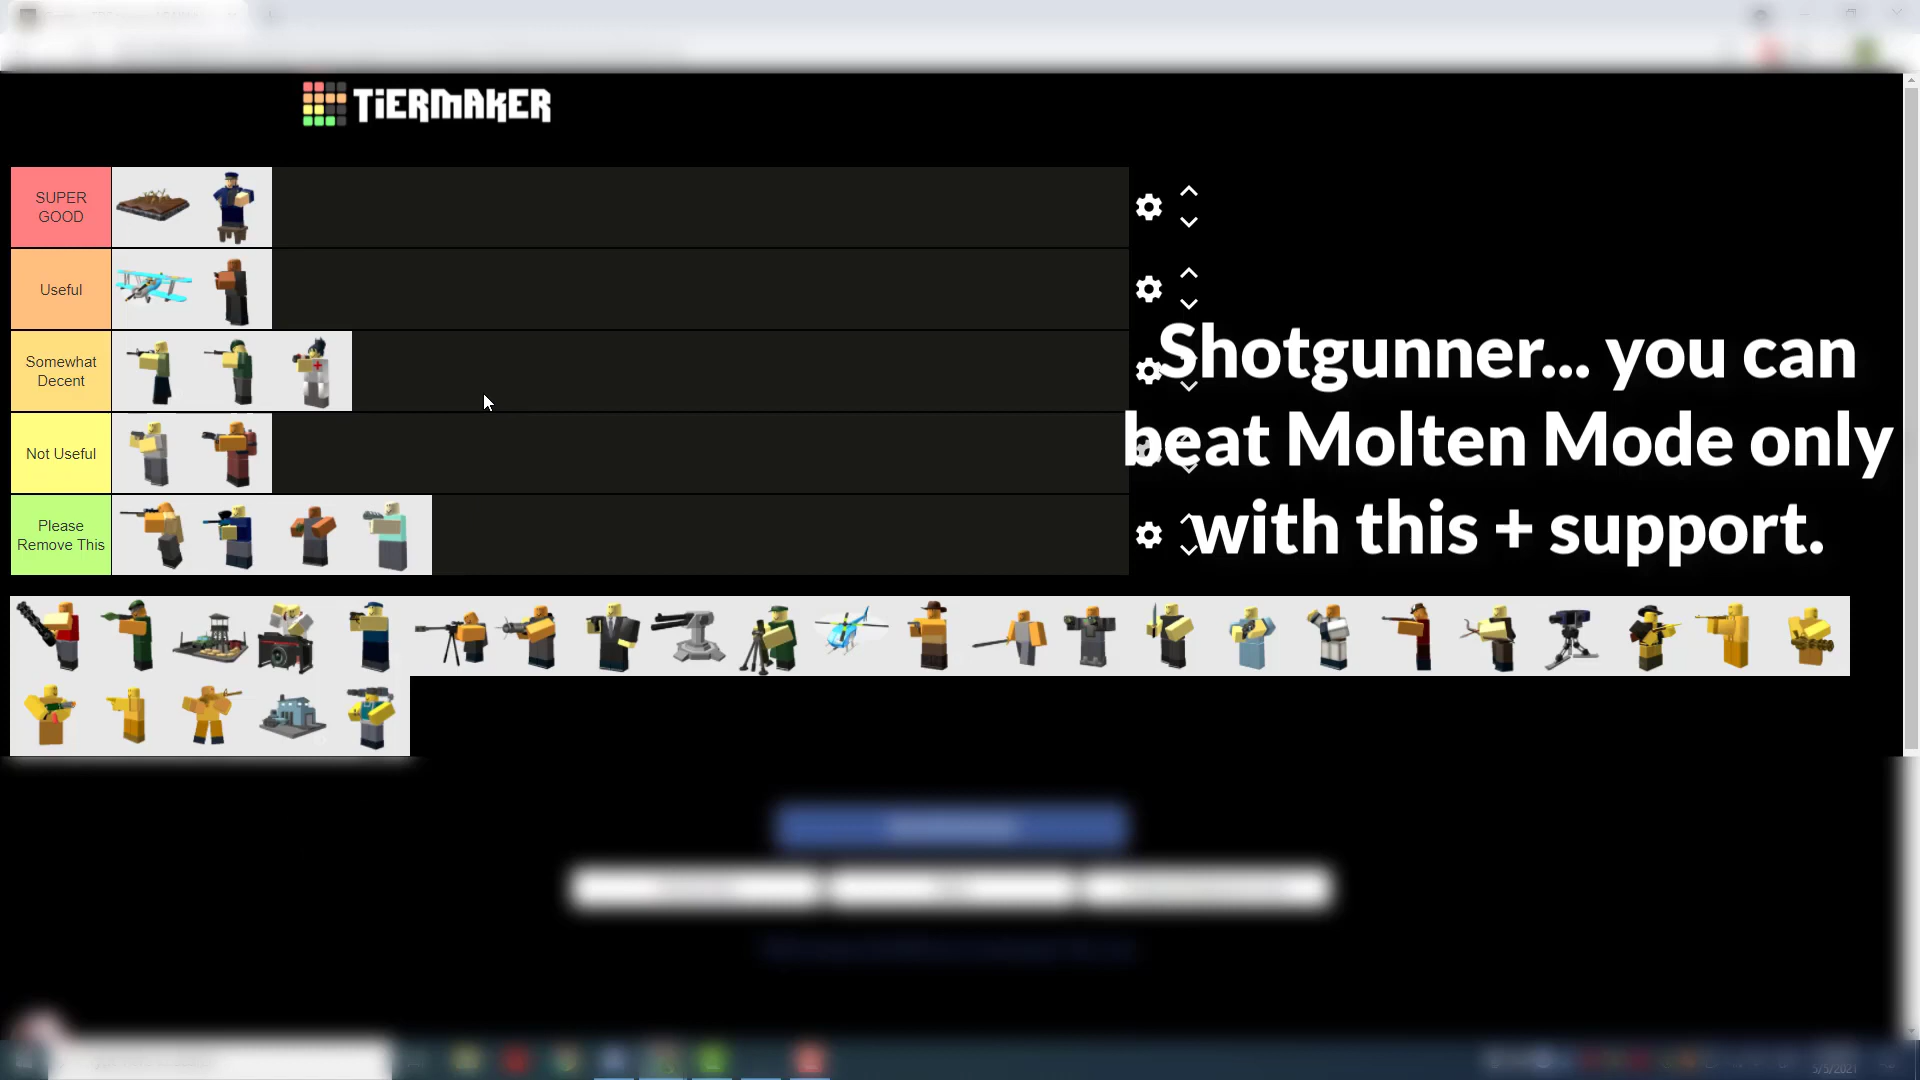 TiERMAKER
SUPER
GOOD
Useful
Somewhat
Decent
Not Useful
Please
Remove This
Shotgunner... you can
beat Molten Mode only
with this + support.